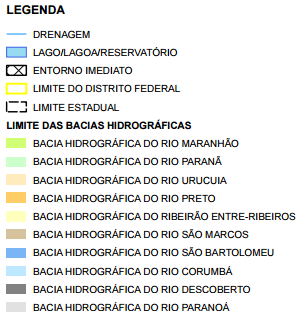 LEGENDA
DRENAGEM
LAGO/LAGOA/RESERVATÓRIO
ENTORNO IMEDIATO
LIMITE DO DISTRITO FEDERAL
LIMITE ESTADUAL
LIMITE DAS BACIAS HIDROGRÁFICAS
BACIA HIDROGRÁFICA DO RIO MARANHÃO
BACIA HIDROGRÁFICA DO RIO PARANÃ
BACIA HIDROGRÁFICA DO RIO URUCUIA
BACIA HIDROGRÁFICA DO RIO PRETO
BACIA HIDROGRÁFICA DO RIBEIRÃO ENTRE-RIBEIROS
BACIA HIDROGRÁFICA DO RIO SÃO MARCOS
BACIA HIDROGRÁFICA DO RIO SÃO BARTOLOMEU
BACIA HIDROGRÁFICA DO RIO CORUMBÁ
BACIA HIDROGRÁFICA DO RIO DESCOBERTO
BACIA HIDROGRÁFICA DO RIO PARANOÁ